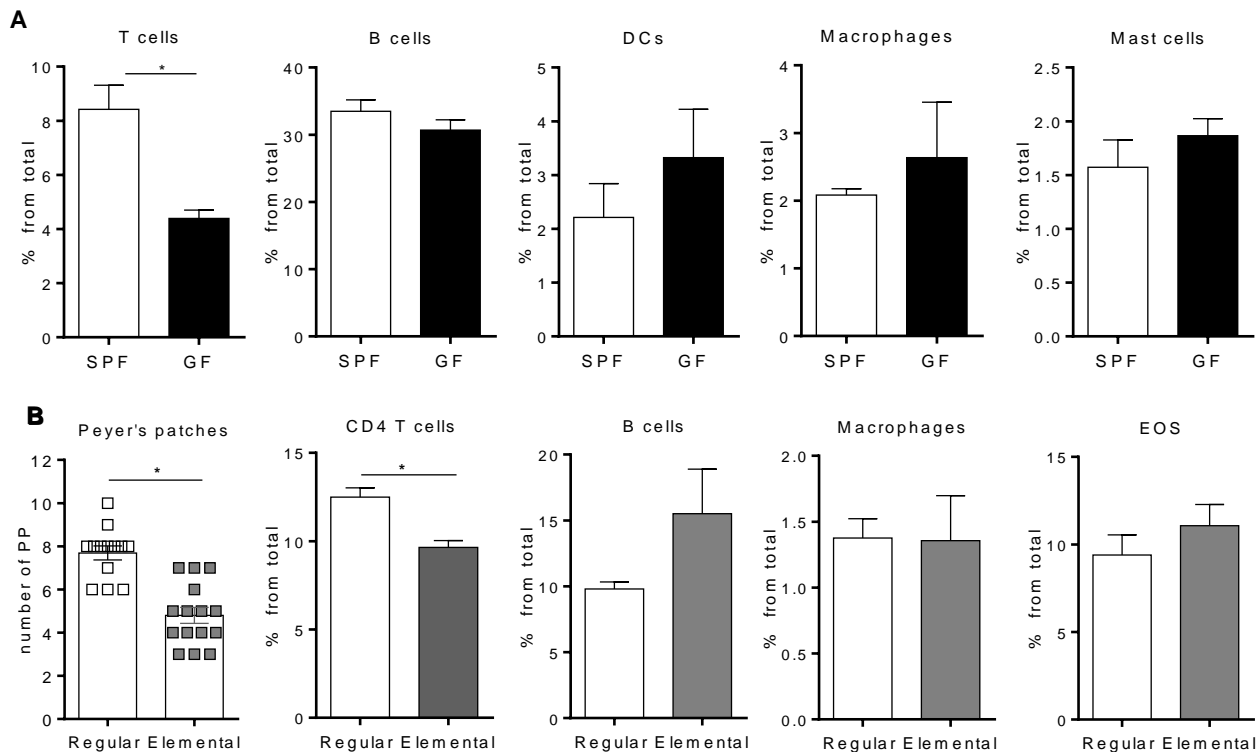 A
T cells
B cells
DCs
Macrophages
Mast cells
% from total
10
8
6
4
2
0
*
SPF
GF
% from total
40
30
20
10
0
SPF
GF
% from total
5
4
3
2
1
0
SPF
GF
% from total
4
3
2
1
0
SPF
GF
% from total
2.5
2.0
1.5
1.0
0.5
0.0
SPF
GF
B
Peyer's patches
CD4 T cells
B cells
Macrophages
EOS
number of PP
12
10
8
6
4
2
0
*
Regular Elemental
% from total
15
10
5
0
*
Regular Elemental
% from total
20
15
10
5
0
Regular Elemental
% from total
2.0
1.5
1.0
0.5
0.0
Regular Elemental
% from total
15
10
5
0
Regular Elemental